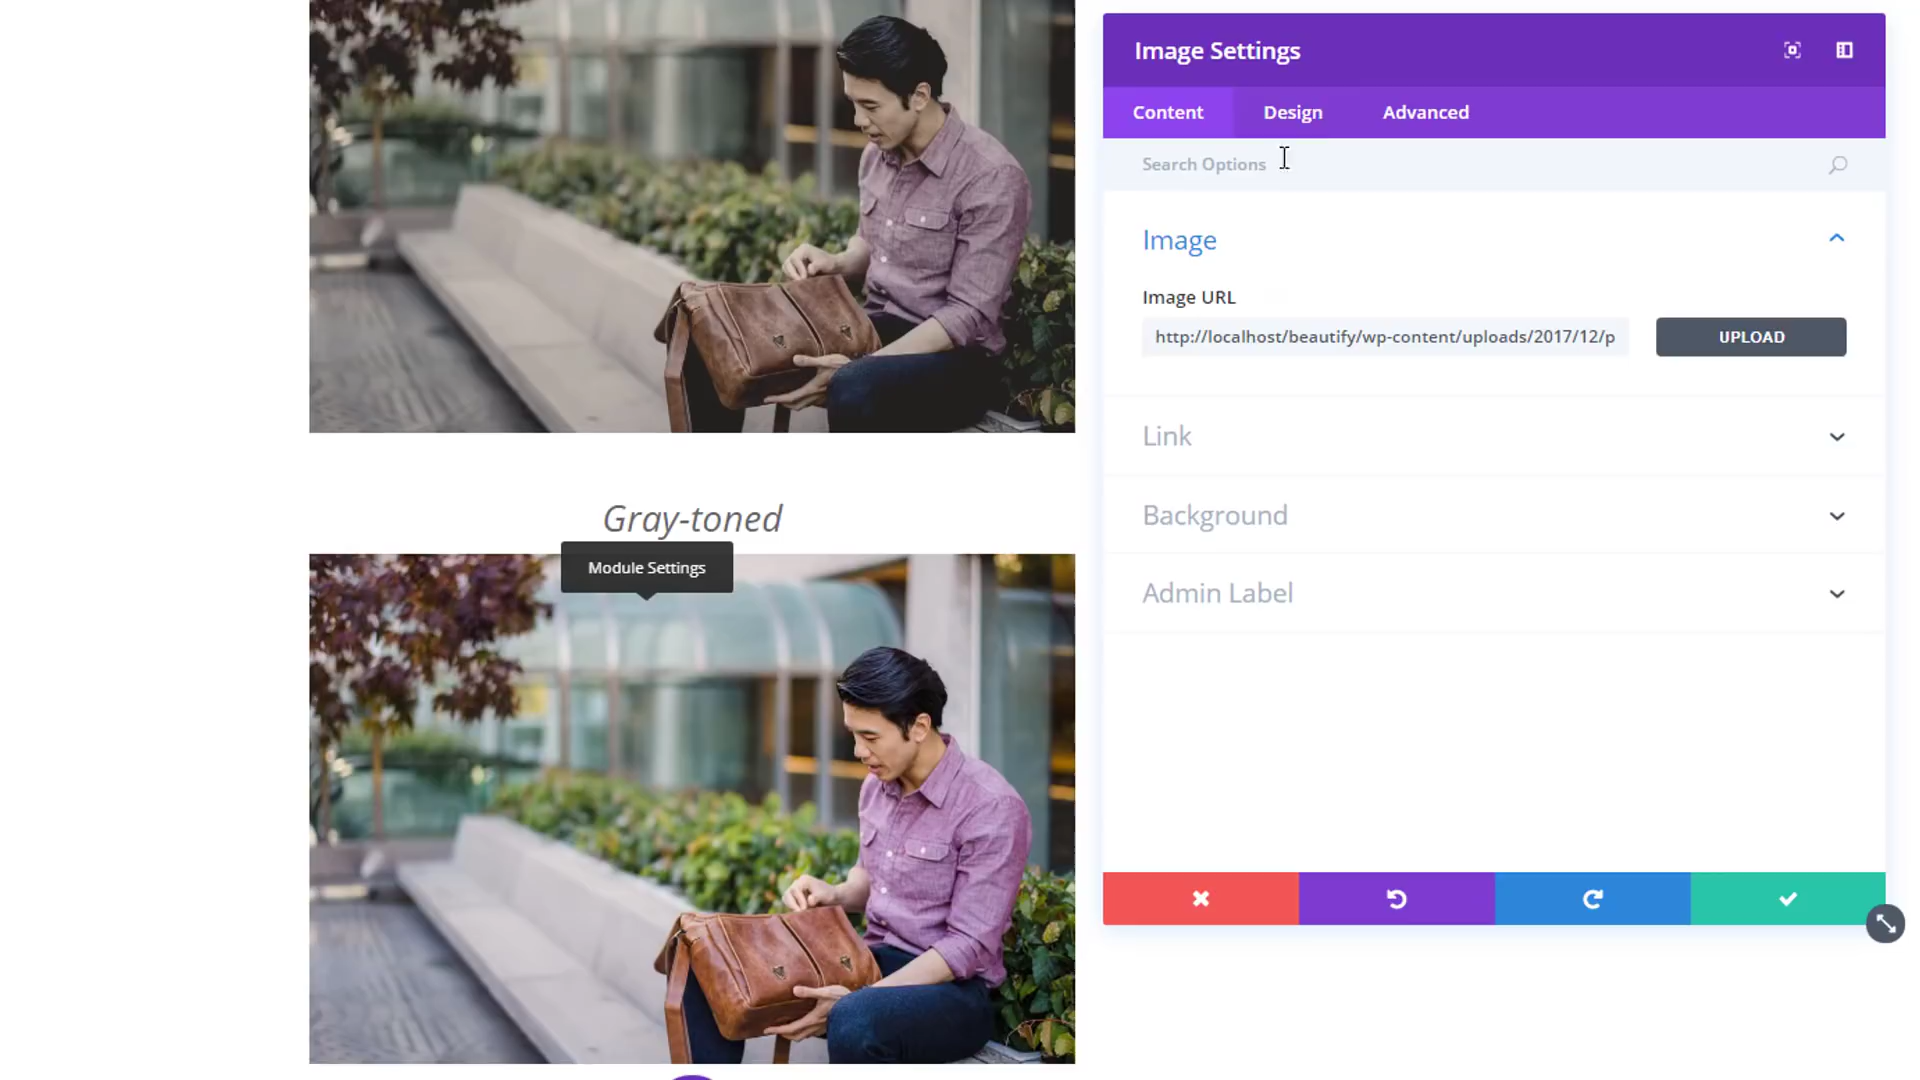 Image Settings
Content Design Advanced
Search Options
Image
Image URL
http://localhost/beautify/wp-content/uploads/2017/12/p
UPLOAD
Link
Background
Admin Label
Gray-toned
Module Settings